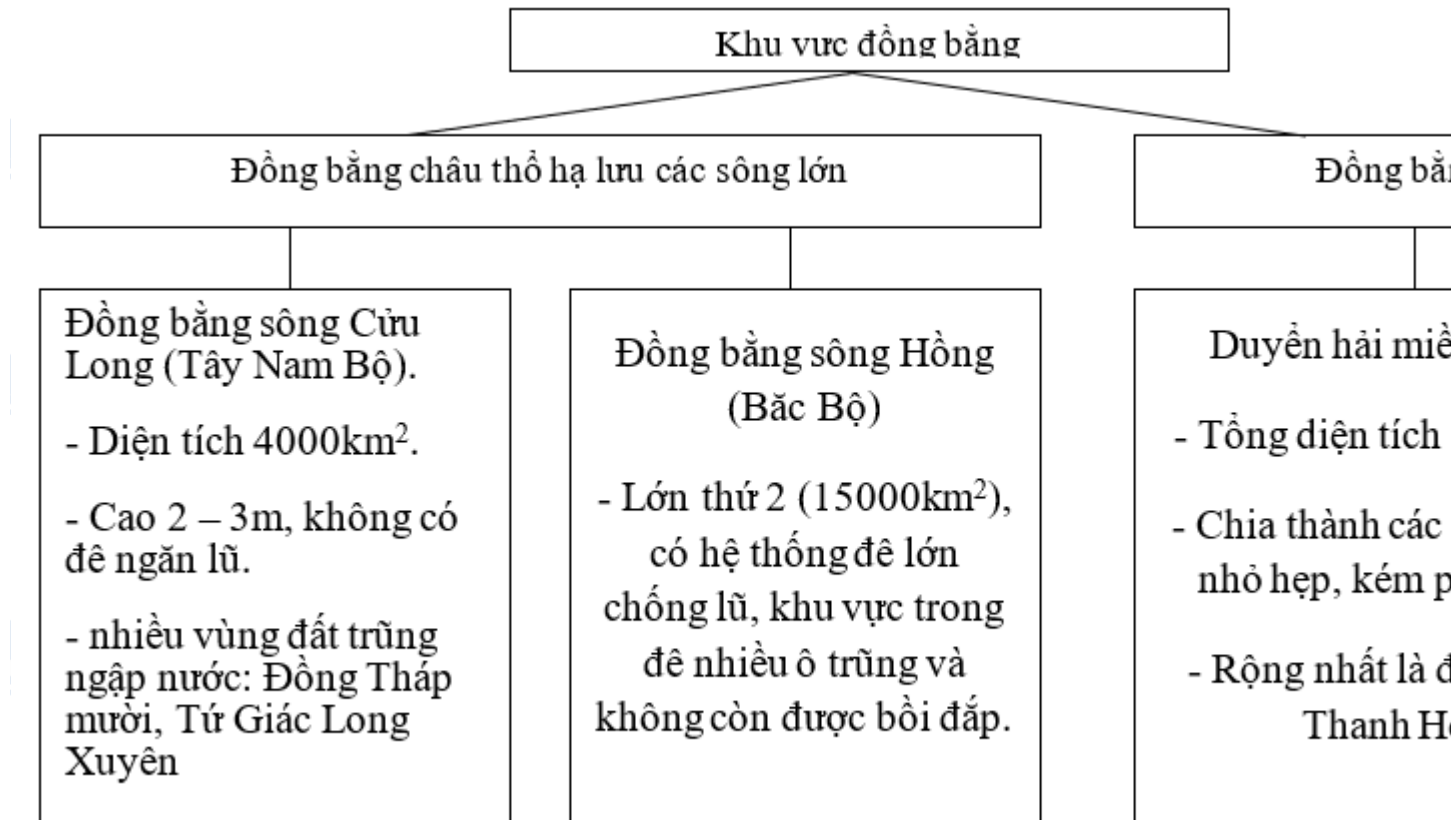 Khu vực đồng bằng
Đồng bằng châu thổ hạ lưu các sông lớn
Đồng bằng sông Cửu
Long (Tây Nam Bộ).
- Diện tích 4000km².
- Cao 2 – 3m, không có
đê ngăn lũ.
- nhiều vùng đất trũng
ngập nước: Đồng Tháp
mười, Tứ Giác Long
Xuyên
Đồng bằng sông Hồng
(Băc Bộ)
- Lớn thứ 2 (15000km²),
có hệ thống đê lớn
chống lũ, khu vực trong
đê nhiều ô trũng và
không còn được bồi đắp.
Đồng
Duyển hải
- Tổng diện tích
- Chia thành các
nhỏ hẹp, kém
- Rộng nhất là
Thanh